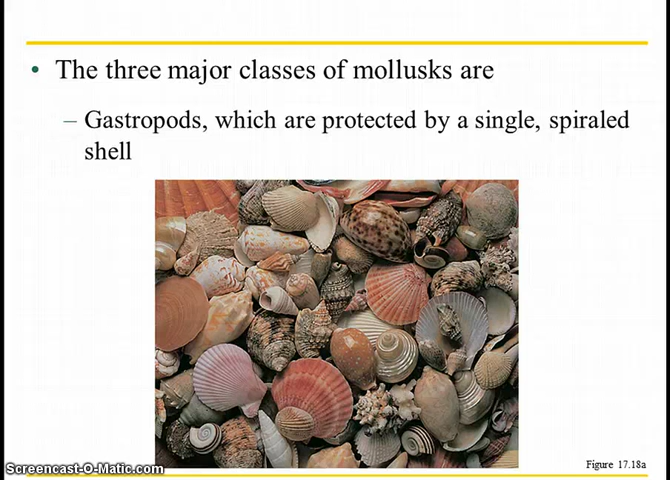 • The three major classes of mollusks are
– Gastropods, which are protected by a single, spiraled
shell
Figure 17.18a
Screencast-O-Matic.com